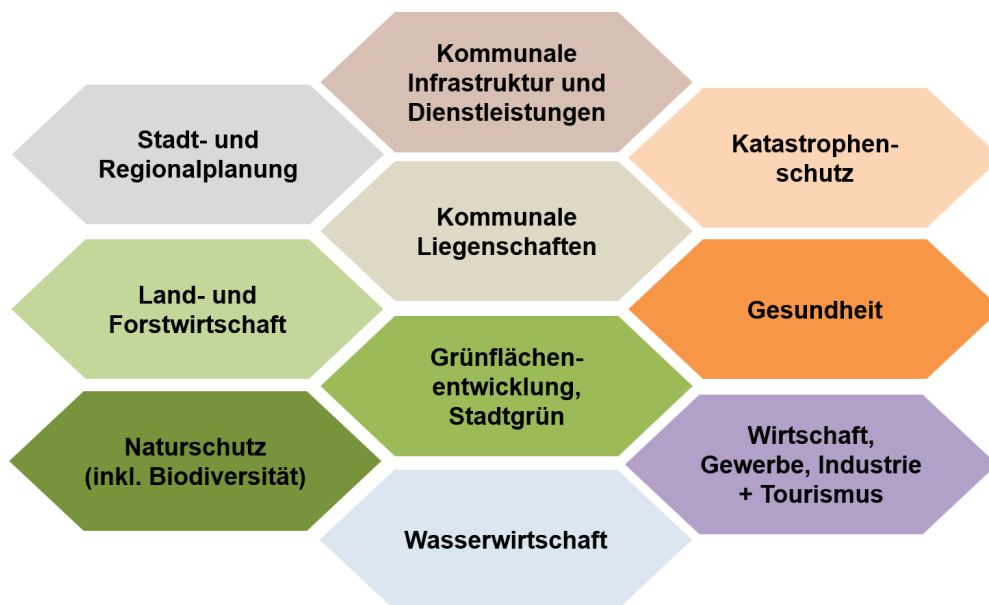 Kommunale
Infrastruktur und
Dienstleistungen
Stadt- und
Regionalplanung
Katastrophen-
schutz
Kommunale
Liegenschaften
Land- und
Forstwirtschaft
Gesundheit
Grünflächen-
entwicklung,
Stadtgrün
Naturschutz
(inkl. Biodiversität)
Wirtschaft,
Gewerbe, Industrie
+ Tourismus
Wasserwirtschaft